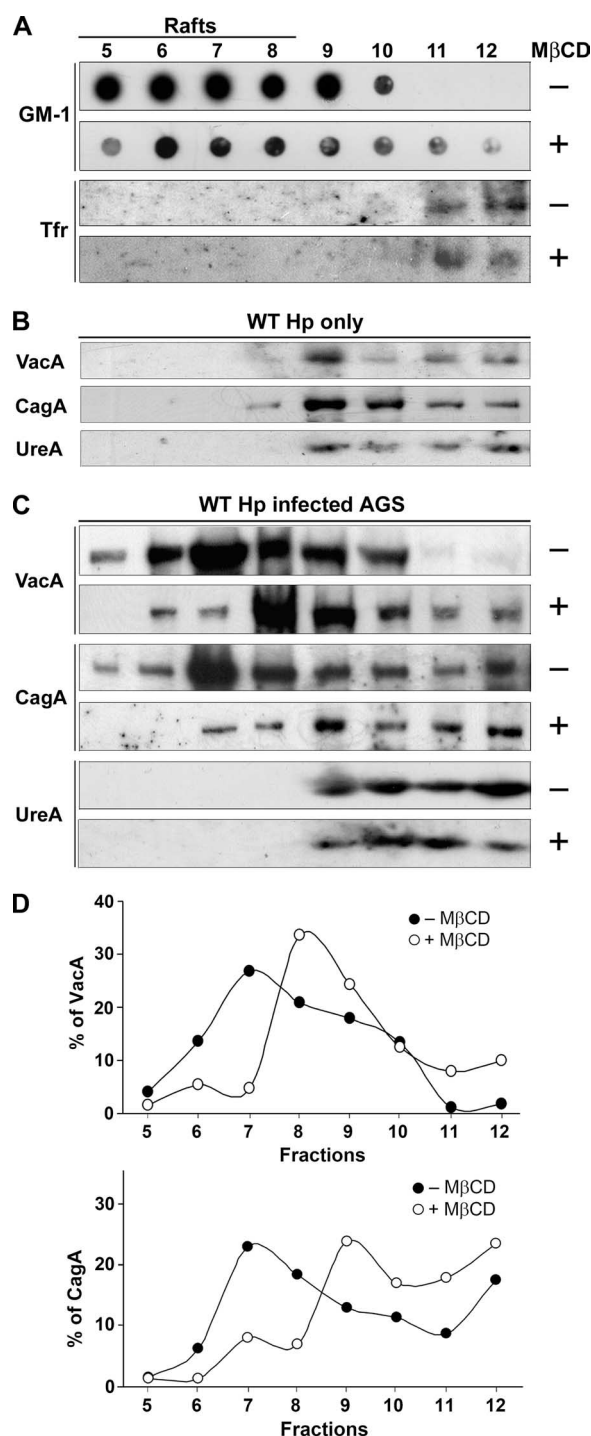 A
Rafts
5 6 7 8 9 10 11 12 MβCD
GM-1
−
+
Tfr
−
+
B
WT Hp only
VacA
CagA
UreA
C
WT Hp infected AGS
VacA
−
+
CagA
−
+
UreA
−
+
D
40
30
20
10
0
% of VacA
− MβCD
+ MβCD
5 6 7 8 9 10 11 12
Fractions
30
20
10
0
% of CagA
− MβCD
+ MβCD
5 6 7 8 9 10 11 12
Fractions